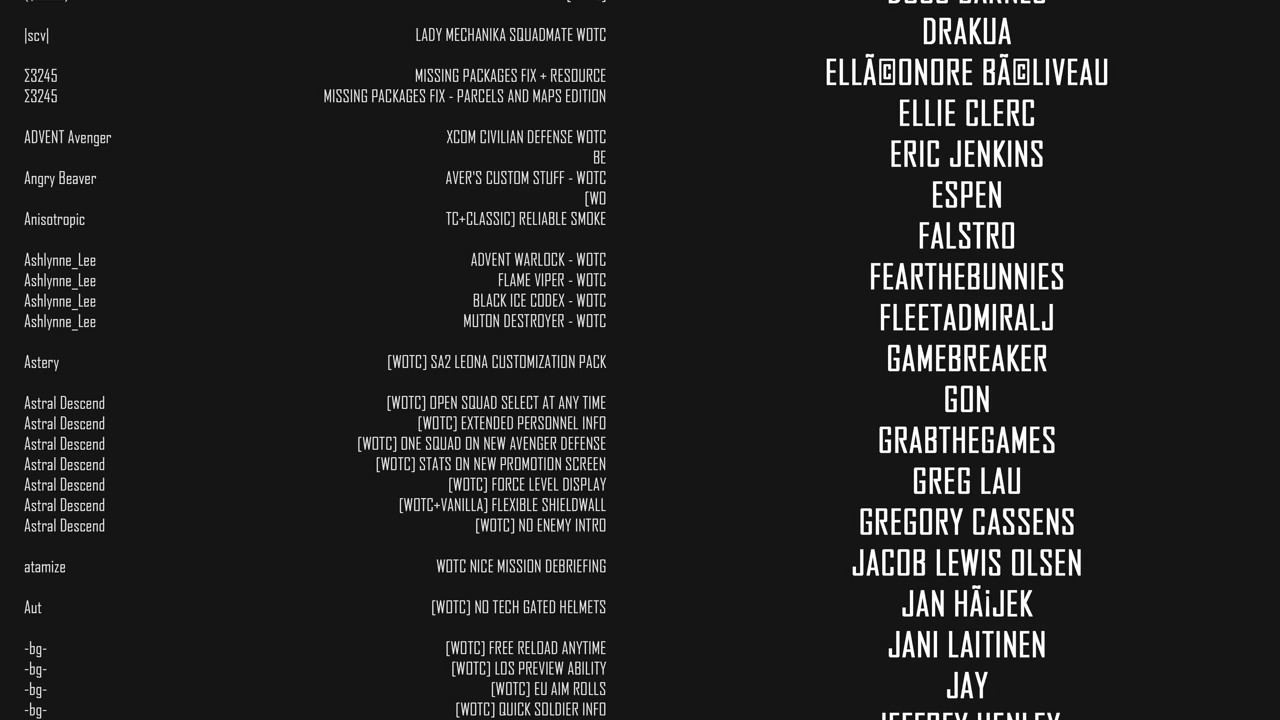 |scv| LADY MECHANIKA SQUADMATE WOTC
Σ3245 MISSING PACKAGES FIX + RESOURCE
Σ3245 MISSING PACKAGES FIX - PARCELS AND MAPS EDITION
ADVENT Avenger XCOM CIVILIAN DEFENSE WOTC
BE
Angry Beaver AVER'S CUSTOM STUFF - WOTC
[WO
Anisotropic TC+CLASSIC] RELIABLE SMOKE
Ashlynne_Lee ADVENT WARLOCK - WOTC
Ashlynne_Lee FLAME VIPER - WOTC
Ashlynne_Lee BLACK ICE CODEX - WOTC
Ashlynne_Lee MUTON DESTROYER - WOTC
Astery [WOTC] SA2 LEONA CUSTOMIZATION PACK
Astral Descend [WOTC] OPEN SQUAD SELECT AT ANY TIME
Astral Descend [WOTC] EXTENDED PERSONNEL INFO
Astral Descend [WOTC] ONE SQUAD ON NEW AVENGER DEFENSE
Astral Descend [WOTC] STATS ON NEW PROMOTION SCREEN
Astral Descend [WOTC] FORCE LEVEL DISPLAY
Astral Descend [WOTC+VANILLA] FLEXIBLE SHIELDWALL
Astral Descend [WOTC] NO ENEMY INTRO
atamize WOTC NICE MISSION DEBRIEFING
Aut [WOTC] NO TECH GATED HELMETS
-bg- [WOTC] FREE RELOAD ANYTIME
-bg- [WOTC] LOS PREVIEW ABILITY
-bg- [WOTC] EU AIM ROLLS
-bg- [WOTC] QUICK SOLDIER INFO
DRAKUA
ELLÃ©ONORE BÃ©LIVEAU
ELLIE CLERC
ERIC JENKINS
ESPEN
FALSTRO
FEARTHEBUNNIES
FLEETADMIRALJ
GAMEBREAKER
GON
GRABTHEGAMES
GREG LAU
GREGORY CASSENS
JACOB LEWIS OLSEN
JAN HÃ¡JEK
JANI LAITINEN
JAY
JEFFREY HENLEY